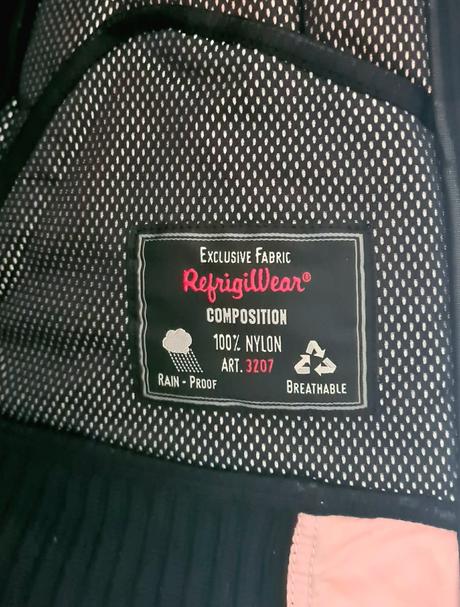 Exclusive Fabric
RefrigiWear®
COMPOSITION
100% NYLON
ART. 3207
RAIN - PROOF
BREATHABLE